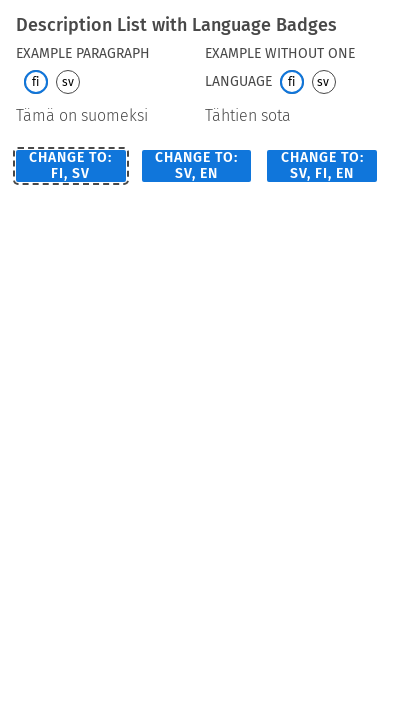 Description List with Language Badges
EXAMPLE PARAGRAPH
fi sv
Tämä on suomeksi
EXAMPLE WITHOUT ONE
LANGUAGE fi sv
Tähtien sota
CHANGE TO:
FI, SV
CHANGE TO:
SV, EN
CHANGE TO:
SV, FI, EN